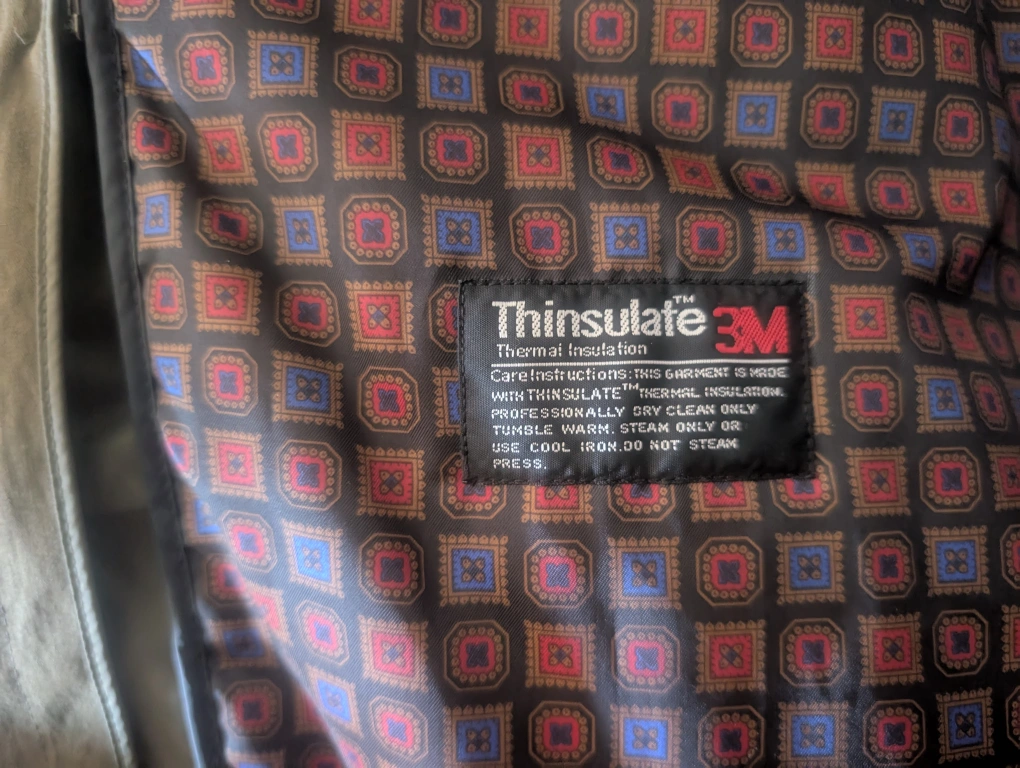 Thinsulate™ 3M
Thermal Insulation
Care Instructions: THIS GARMENT IS MADE
WITH THINSULATE™ THERMAL INSULATION.
PROFESSIONALLY DRY CLEAN ONLY
TUMBLE WARM. STEAM ONLY OR
USE COOL IRON. DO NOT STEAM
PRESS.